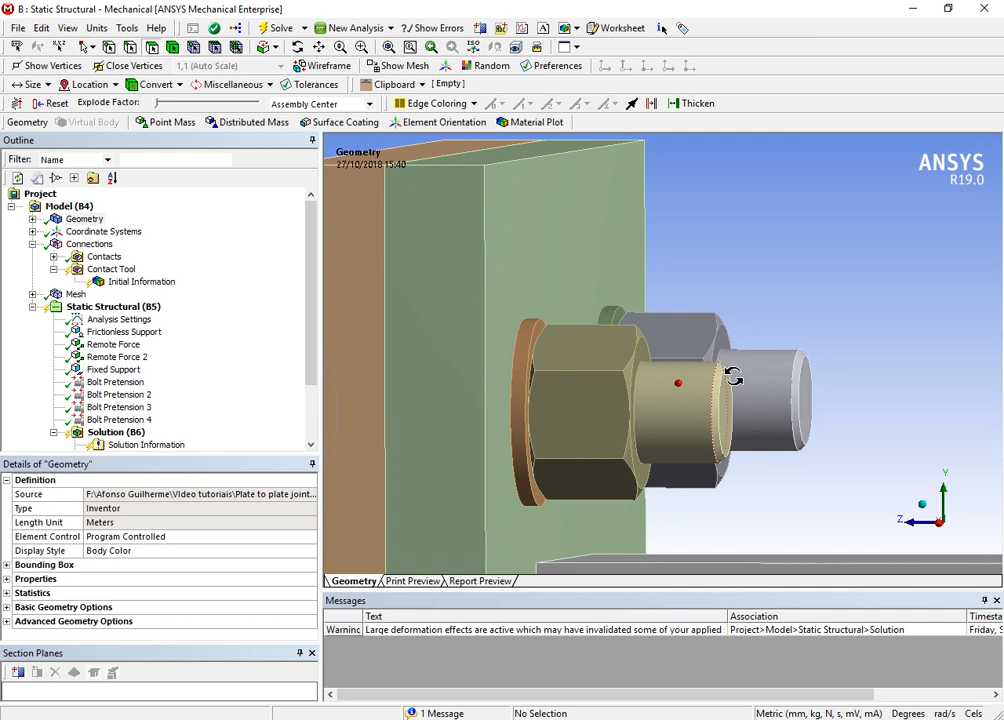 B : Static Structural - Mechanical [ANSYS Mechanical Enterprise]
File Edit View Units Tools Help Solve New Analysis ?/ Show Errors Worksheet
Show Vertices Close Vertices 1,1 (Auto Scale) Wireframe Show Mesh Random Preferences
Size Location Convert Miscellaneous Tolerances Clipboard [ Empty ]
Reset Explode Factor: Assembly Center Edge Coloring Thicken
Geometry Virtual Body Point Mass Distributed Mass Surface Coating Element Orientation Material Plot
Outline
Filter: Name
Project
Model (B4)
Geometry
Coordinate Systems
Connections
Contacts
Contact Tool
Initial Information
Mesh
Static Structural (B5)
Analysis Settings
Frictionless Support
Remote Force
Remote Force 2
Fixed Support
Bolt Pretension
Bolt Pretension 2
Bolt Pretension 3
Bolt Pretension 4
Solution (B6)
Solution Information
Details of "Geometry"
Definition
Source F:\Afonso Guilherme\VIdeo tutoriais\Plate to plate joint...
Type Inventor
Length Unit Meters
Element Control Program Controlled
Display Style Body Color
Bounding Box
Properties
Statistics
Basic Geometry Options
Advanced Geometry Options
Section Planes
Geometry
27/10/2018 15:40
ANSYS
R19.0
Y
Z
Geometry Print Preview Report Preview
Messages
Text Association Timesta
Warning Large deformation effects are active which may have invalidated some of your applied Project>Model>Static Structural>Solution Friday, S
1 Message No Selection Metric (mm, kg, N, s, mV, mA) Degrees rad/s Cels